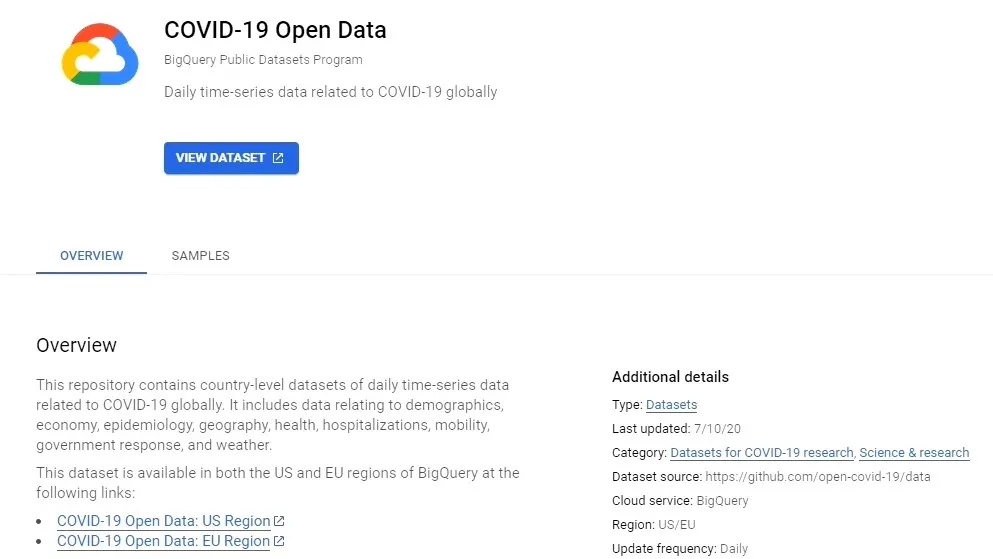 COVID-19 Open Data
BigQuery Public Datasets Program
Daily time-series data related to COVID-19 globally
VIEW DATASET
OVERVIEW
SAMPLES
Overview
This repository contains country-level datasets of daily time-series data
related to COVID-19 globally. It includes data relating to demographics,
economy, epidemiology, geography, health, hospitalizations, mobility,
government response, and weather.
This dataset is available in both the US and EU regions of BigQuery at the
following links:
• COVID-19 Open Data: US Region
• COVID-19 Open Data: EU Region
Additional details
Type: Datasets
Last updated: 7/10/20
Category: Datasets for COVID-19 research, Science & research
Dataset source: https://github.com/open-covid-19/data
Cloud service: BigQuery
Region: US/EU
Update frequency: Daily